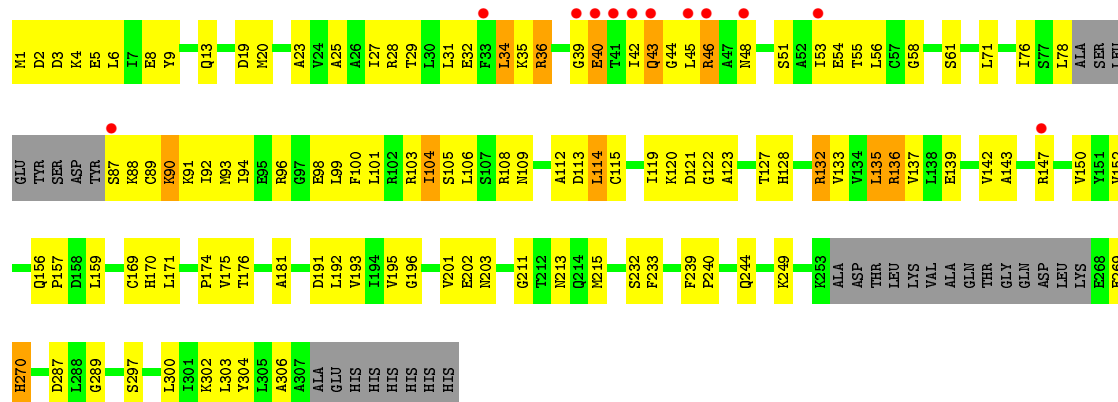 M1 D2 D3 K4 E5 L6 I7 E8 Y9 Q13 D19 M20 A23 V24 A25 A26 I27 R28 T29 L30 L31 E32 F33 L34 K35 R36 G39 E40 T41 I42 Q43 G44 L45 R46 A47 N48 S51 A52 I53 E54 T55 L56 C57 G58 S61 L71 I76 S77 L78 ALA SER LEU
GLU TYR SER ASP TYR S87 K88 C89 K90 K91 I92 M93 I94 E95 R96 G97 E98 L99 F100 L101 R102 R103 I104 S105 L106 S107 R108 N109 A112 D113 L114 C115 I119 K120 D121 G122 A123 T127 H128 R132 V133 V134 L135 R136 V137 L138 E139 V142 A143 R147 V150 Y151 V152
Q156 P157 D158 L159 C169 H170 L171 P174 V175 T176 A181 D191 L192 V193 I194 V195 G196 V201 E202 N203 G211 T212 N213 Q214 M215 S232 F233 F239 P240 Q244 K249 K253 ALA ASP THR LEU LYS VAL ALA GLN THR GLY GLN ASP LEU LYS E268
H270 D287 L288 G289 S297 L300 I301 K302 L303 Y304 L305 A306 A307 ALA GLU HIS HIS HIS HIS HIS HIS